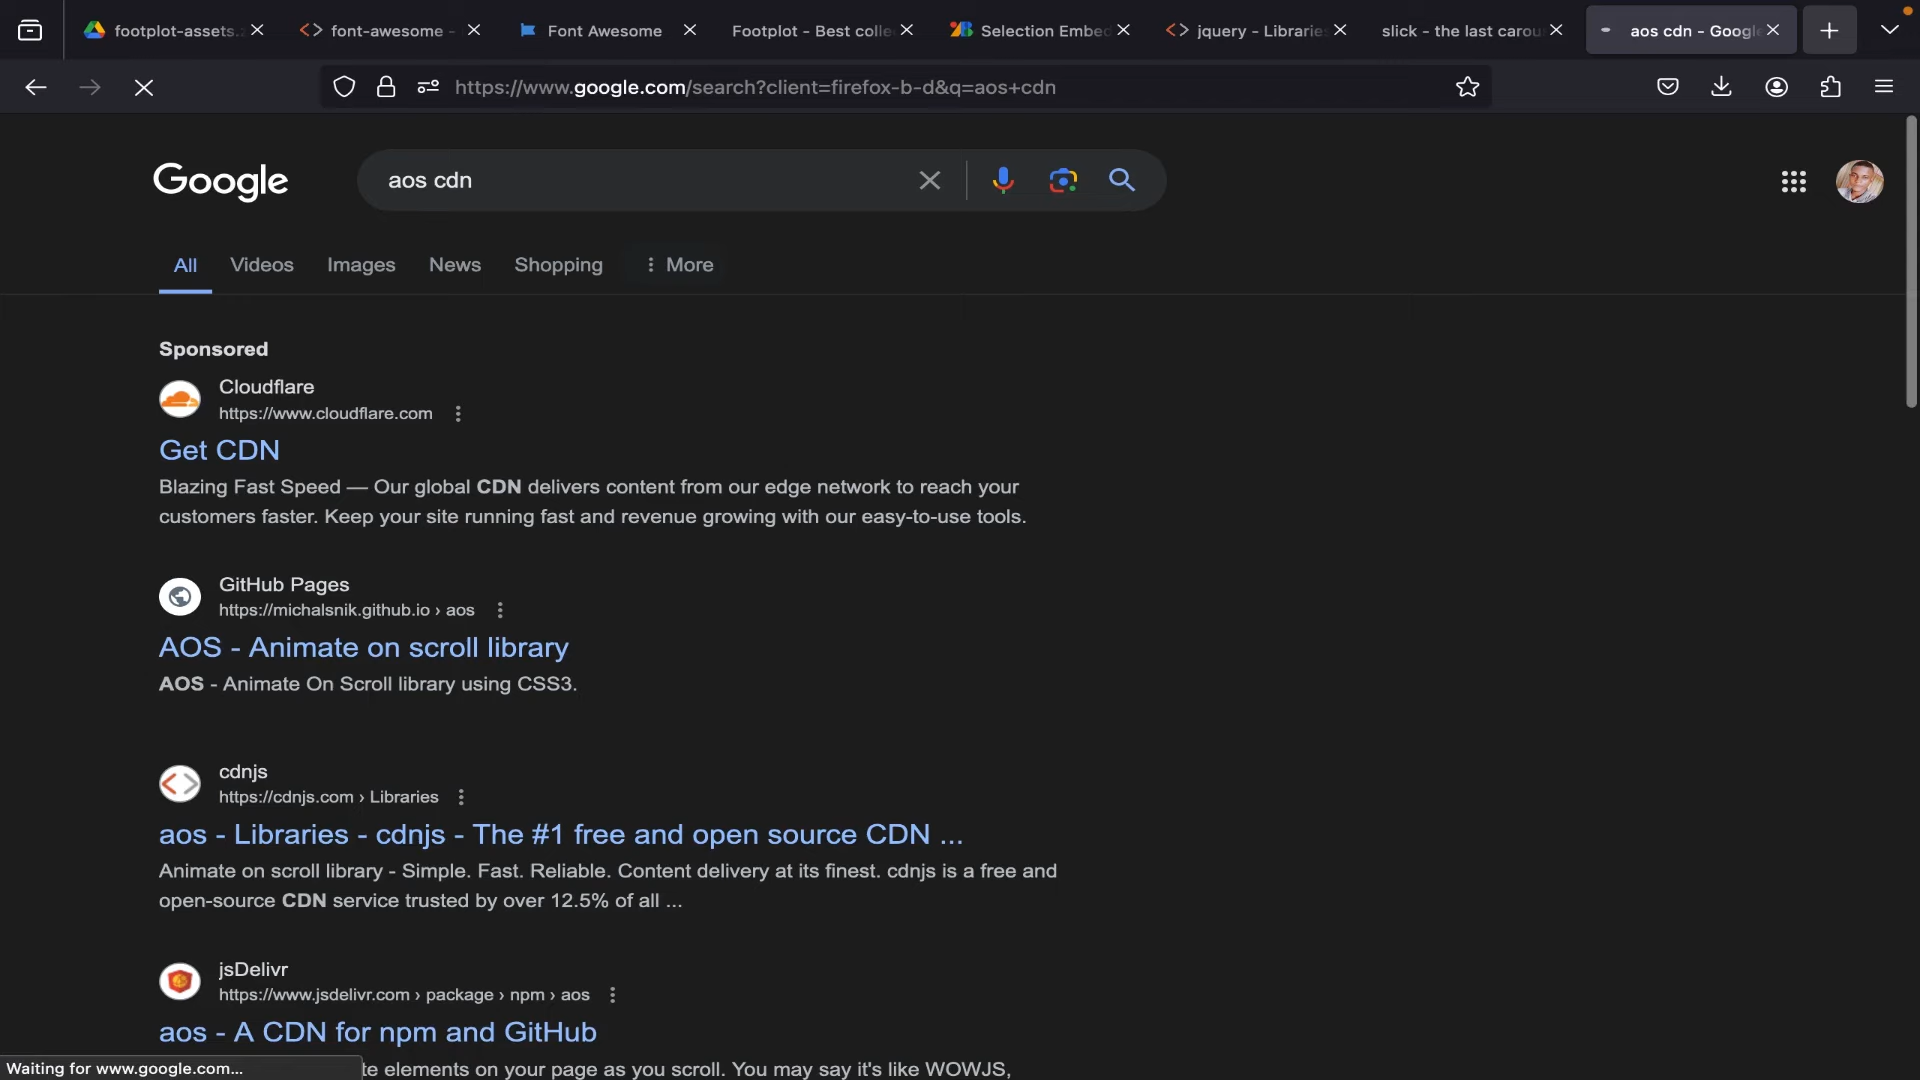 footplot-assets.
font-awesome -
Font Awesome
Footplot - Best colle
Selection Embed
jquery - Libraries
slick - the last carou
aos cdn - Google
https://www.google.com/search?client=firefox-b-d&q=aos+cdn
Google
aos cdn
All
Videos
Images
News
Shopping
More
Sponsored
Cloudflare
https://www.cloudflare.com
Get CDN
Blazing Fast Speed — Our global CDN delivers content from our edge network to reach your
customers faster. Keep your site running fast and revenue growing with our easy-to-use tools.
GitHub Pages
https://michalsnik.github.io › aos
AOS - Animate on scroll library
AOS - Animate On Scroll library using CSS3.
cdnjs
https://cdnjs.com › Libraries
aos - Libraries - cdnjs - The #1 free and open source CDN ...
Animate on scroll library - Simple. Fast. Reliable. Content delivery at its finest. cdnjs is a free and
open-source CDN service trusted by over 12.5% of all ...
jsDelivr
https://www.jsdelivr.com › package › npm › aos
aos - A CDN for npm and GitHub
te elements on your page as you scroll. You may say it's like WOWJS,
Waiting for www.google.com...